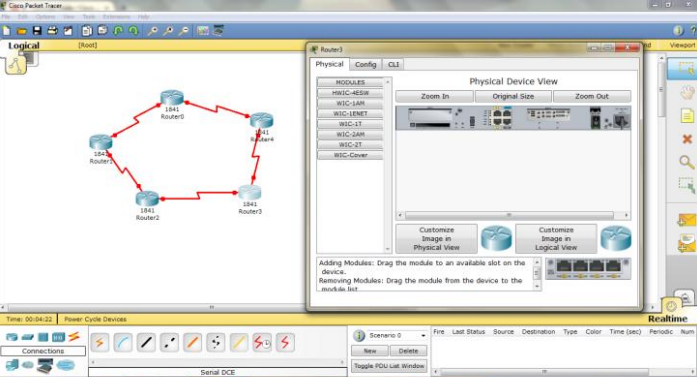 Cisco Packet Tracer
File Edit Options View Tools Extensions Help
Logical
[Root]
Viewport
Router3
Physical Config CLI
MODULES
HWIC-4ESW
WIC-1AM
WIC-1ENET
WIC-1T
WIC-2AM
WIC-2T
WIC-Cover
Physical Device View
Zoom In Original Size Zoom Out
Customize
Image in
Physical View
Customize
Image in
Logical View
Adding Modules: Drag the module to an available slot on the
device.
Removing Modules: Drag the module from the device to the
module list
1841
Router0
1841
Router4
1841
Router1
1841
Router2
1841
Router3
Time: 00:04:22 Power Cycle Devices
Realtime
Connections
Serial DCE
Scenario 0
New Delete
Toggle PDU List Window
Fire Last Status Source Destination Type Color Time (sec) Periodic Num